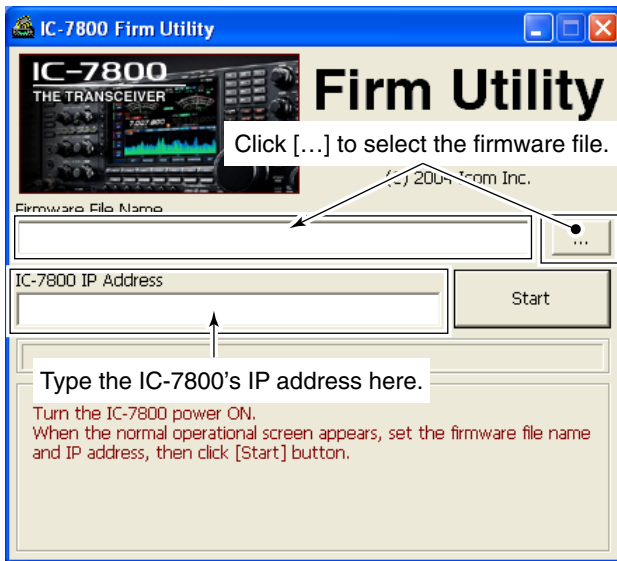 IC-7800 Firm Utility
IC-7800
THE TRANSCEIVER
Firm Utility
Click […] to select the firmware file.
(C) 2004 Icom Inc.
Firmware File Name
...
IC-7800 IP Address
Start
Type the IC-7800's IP address here.
Turn the IC-7800 power ON.
When the normal operational screen appears, set the firmware file name
and IP address, then click [Start] button.